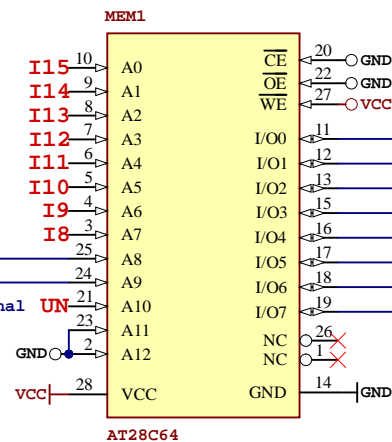 MEM1
I15 10 A0 CE 20 GND
I14 9 A1 OE 22 GND
I13 8 A2 WE 27 VCC
I12 7 A3 I/O0 11
I11 6 A4 I/O1 12
I10 5 A5 I/O2 13
I9 4 A6 I/O3 15
I8 3 A7 I/O4 16
25 A8 I/O5 17
24 A9 I/O6 18
nal UN 21 A10 I/O7 19
23 A11 NC 26
GND 2 A12 NC 1
VCC 28 VCC GND 14 GND
AT28C64